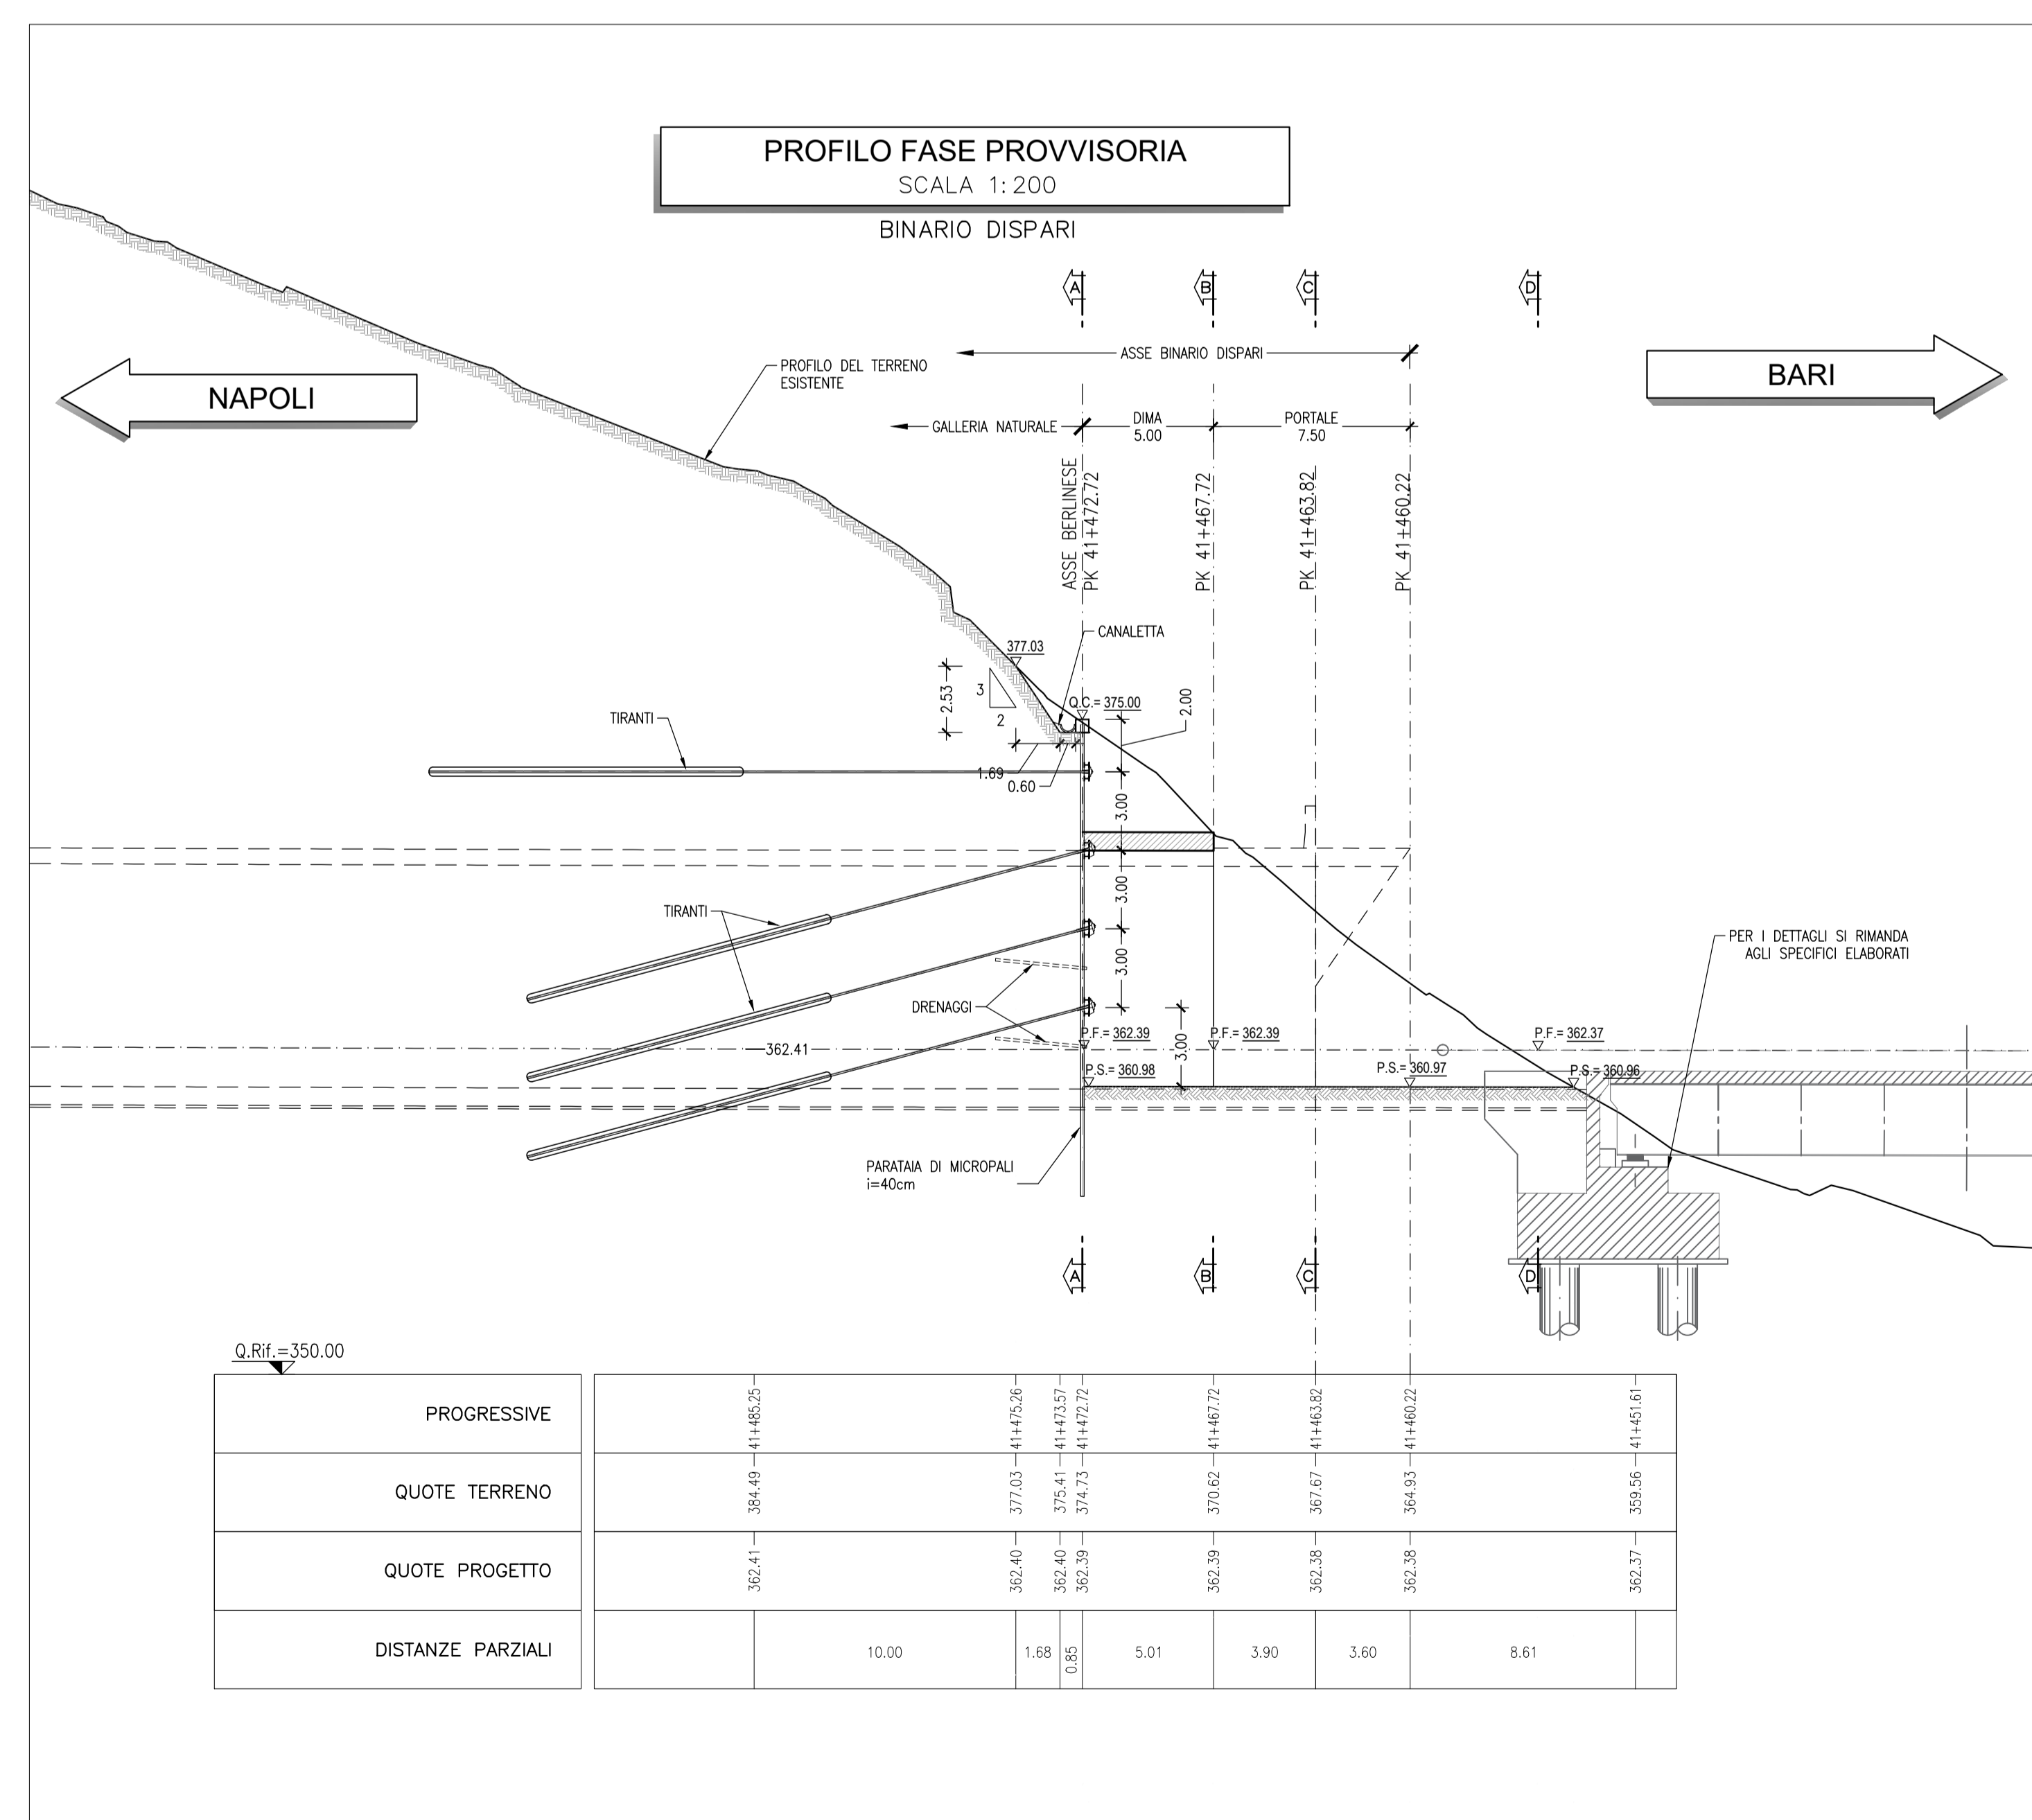 PROFILO FASE PROVVISORIA
SCALA 1:200
BINARIO DISPARI
A
B
C
D
ASSE BINARIO DISPARI
NAPOLI
BARI
PROFILO DEL TERRENO
ESISTENTE
GALLERIA NATURALE
DIMA
5.00
PORTALE
7.50
ASSE BERLINESE
PK 41+472.72
PK 41+467.72
PK 41+463.82
PK 41+460.22
CANALETTA
377.03
2.53
3
2
Q.C.= 375.00
2.00
TIRANTI
1.69
0.60
3.00
3.00
3.00
3.00
TIRANTI
DRENAGGI
PER I DETTAGLI SI RIMANDA
AGLI SPECIFICI ELABORATI
362.41
P.F.= 362.39
P.F.= 362.39
P.F.= 362.37
P.S.= 360.98
P.S.= 360.97
P.S.= 360.96
PARATAIA DI MICROPALI
i=40cm
A
B
C
D
Q.Rif.=350.00
PROGRESSIVE
41+485.25
41+475.26
41+473.57
41+472.72
41+467.72
41+463.82
41+460.22
41+451.61
QUOTE TERRENO
384.49
377.03
375.41
374.73
370.62
367.67
364.93
359.56
QUOTE PROGETTO
362.41
362.40
362.40
362.39
362.39
362.38
362.38
362.37
DISTANZE PARZIALI
10.00
1.68
0.85
5.01
3.90
3.60
8.61